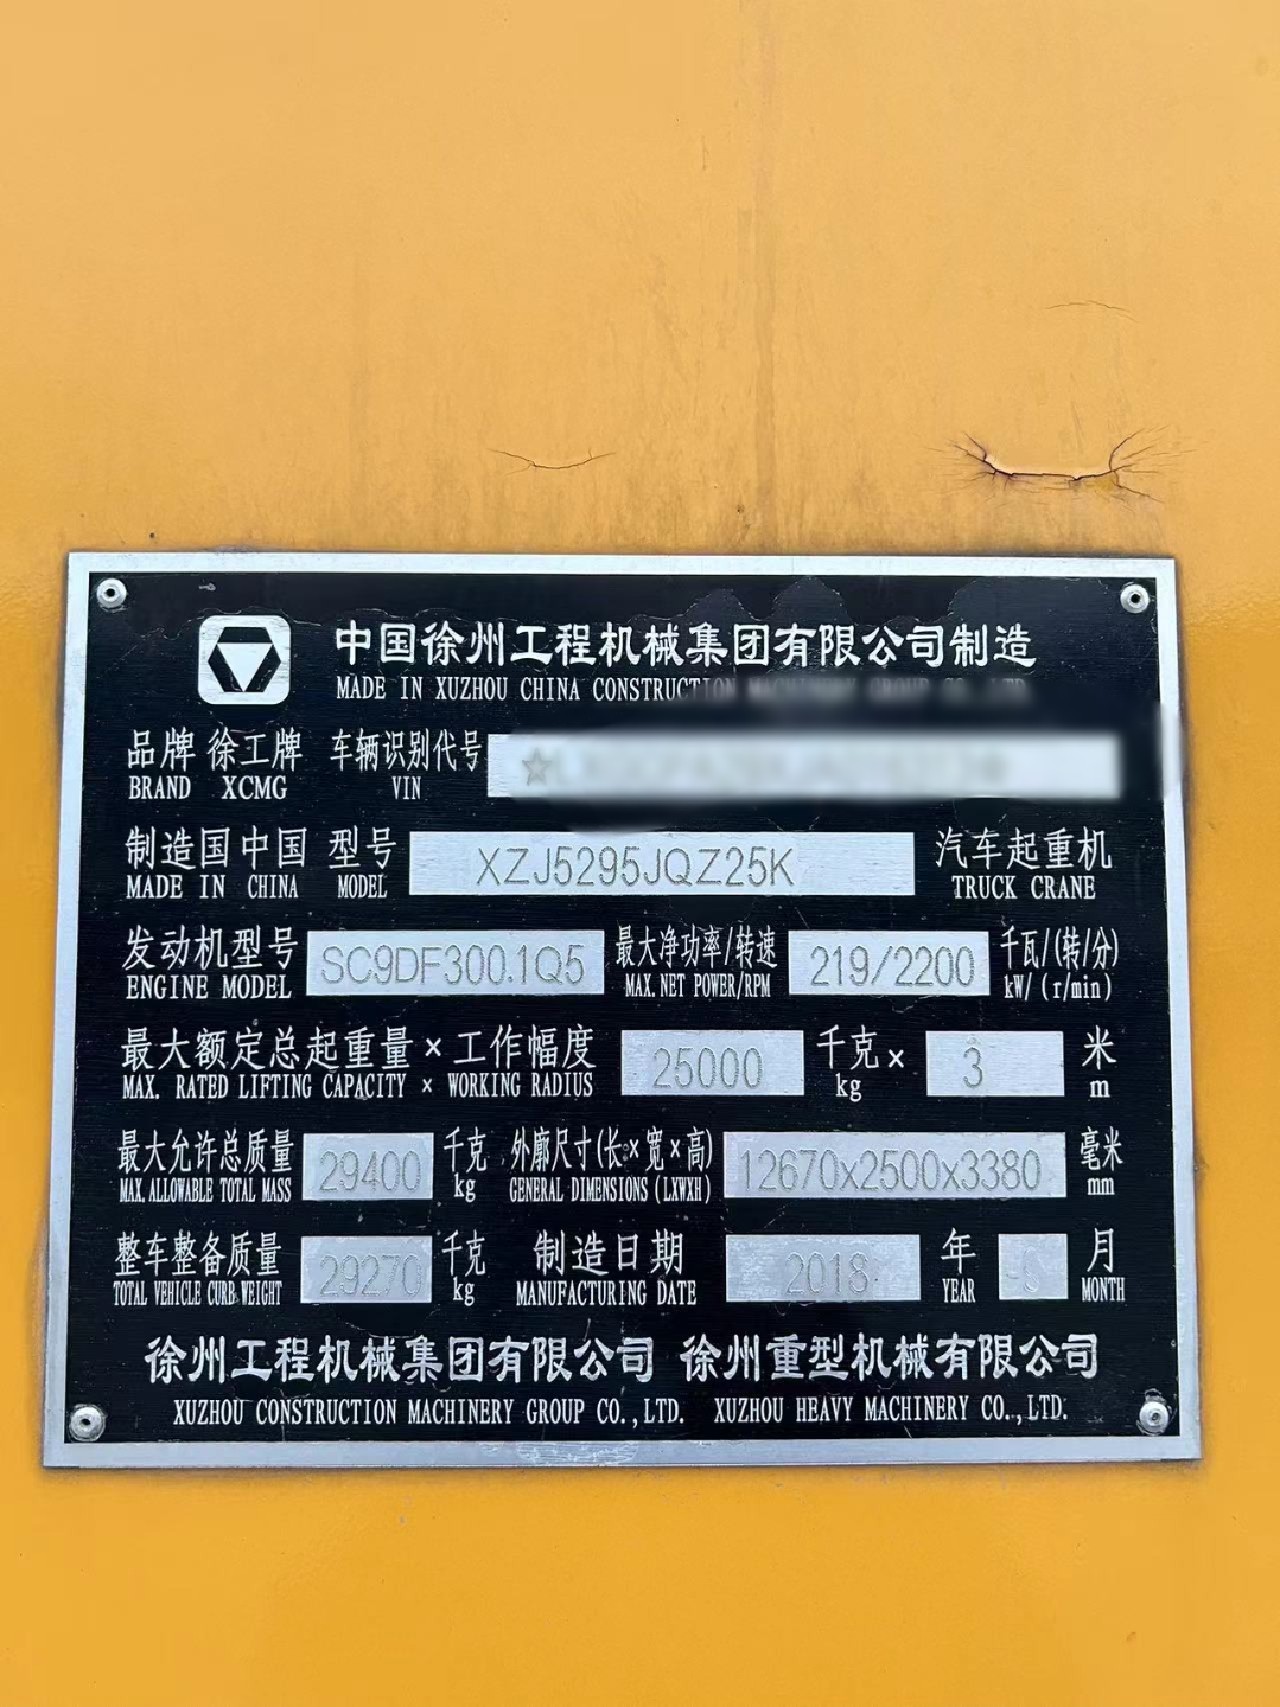 中国徐州工程机械集团有限公司制造
MADE IN XUZHOU CHINA CONSTRUCTION MACHINERY GROUP CO., LTD.
品牌 徐工牌 车辆识别代号
BRAND XCMG VIN
制造国中国 型号 XZJ5295JQZ25K 汽车起重机
MADE IN CHINA MODEL TRUCK CRANE
发动机型号 SC9DF300.1Q5 最大净功率/转速 219/2200 千瓦/(转/分)
ENGINE MODEL MAX. NET POWER/RPM kW/ (r/min)
最大额定总起重量×工作幅度 25000 千克× 3 米
MAX. RATED LIFTING CAPACITY × WORKING RADIUS kg m
最大允许总质量 29400 千克 外廓尺寸(长×宽×高) 12670x2500x3380 毫米
MAX. ALLOWABLE TOTAL MASS kg GENERAL DIMENSIONS (LXWXH) mm
整车整备质量 29270 千克 制造日期 2018 年 月
TOTAL VEHICLE CURB WEIGHT kg MANUFACTURING DATE YEAR MONTH
徐州工程机械集团有限公司 徐州重型机械有限公司
XUZHOU CONSTRUCTION MACHINERY GROUP CO.,LTD. XUZHOU HEAVY MACHINERY CO.,LTD.